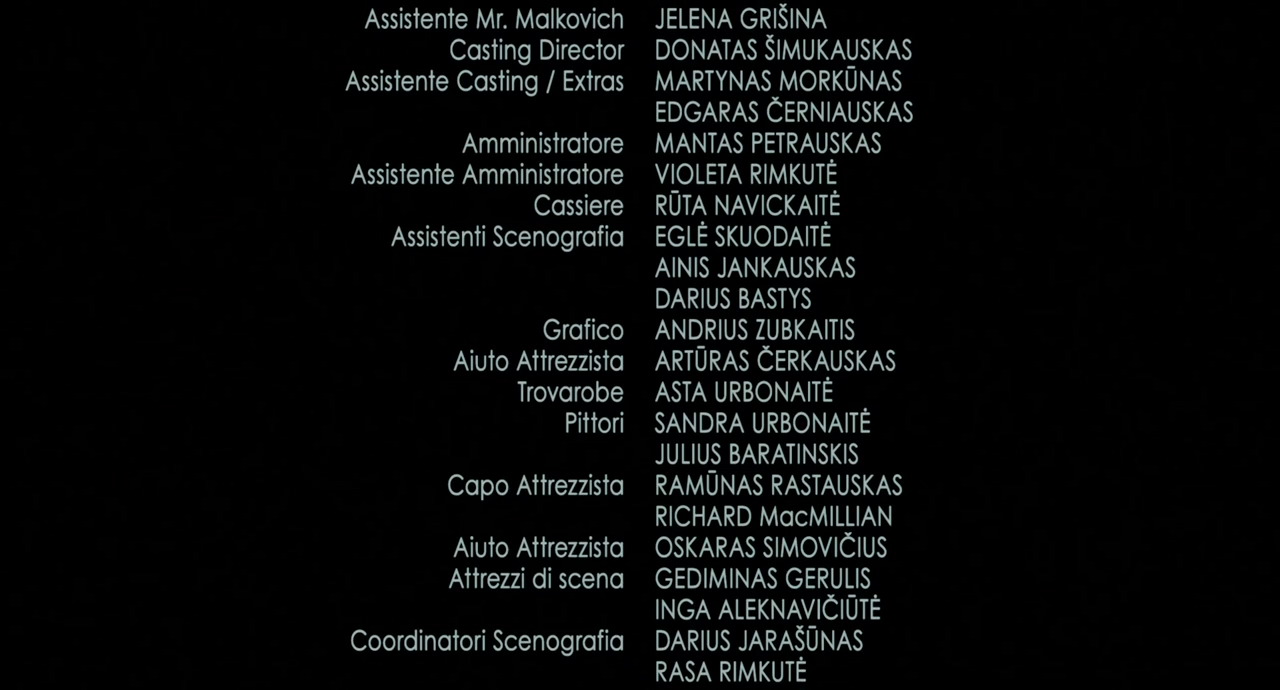 Assistente Mr. Malkovich JELENA GRIŠINA
Casting Director DONATAS ŠIMUKAUSKAS
Assistente Casting / Extras MARTYNAS MORKŪNAS
EDGARAS ČERNIAUSKAS
Amministratore MANTAS PETRAUSKAS
Assistente Amministratore VIOLETA RIMKUTĖ
Cassiere RŪTA NAVICKAITĖ
Assistenti Scenografia EGLĖ SKUODAITĖ
AINIS JANKAUSKAS
DARIUS BASTYS
Grafico ANDRIUS ZUBKAITIS
Aiuto Attrezzista ARTŪRAS ČERKAUSKAS
Trovarobe ASTA URBONAITĖ
Pittori SANDRA URBONAITĖ
JULIUS BARATINSKIS
Capo Attrezzista RAMŪNAS RASTAUSKAS
RICHARD MacMILLIAN
Aiuto Attrezzista OSKARAS SIMOVIČIUS
Attrezzi di scena GEDIMINAS GERULIS
INGA ALEKNAVIČIŪTĖ
Coordinatori Scenografia DARIUS JARAŠŪNAS
RASA RIMKUTĖ